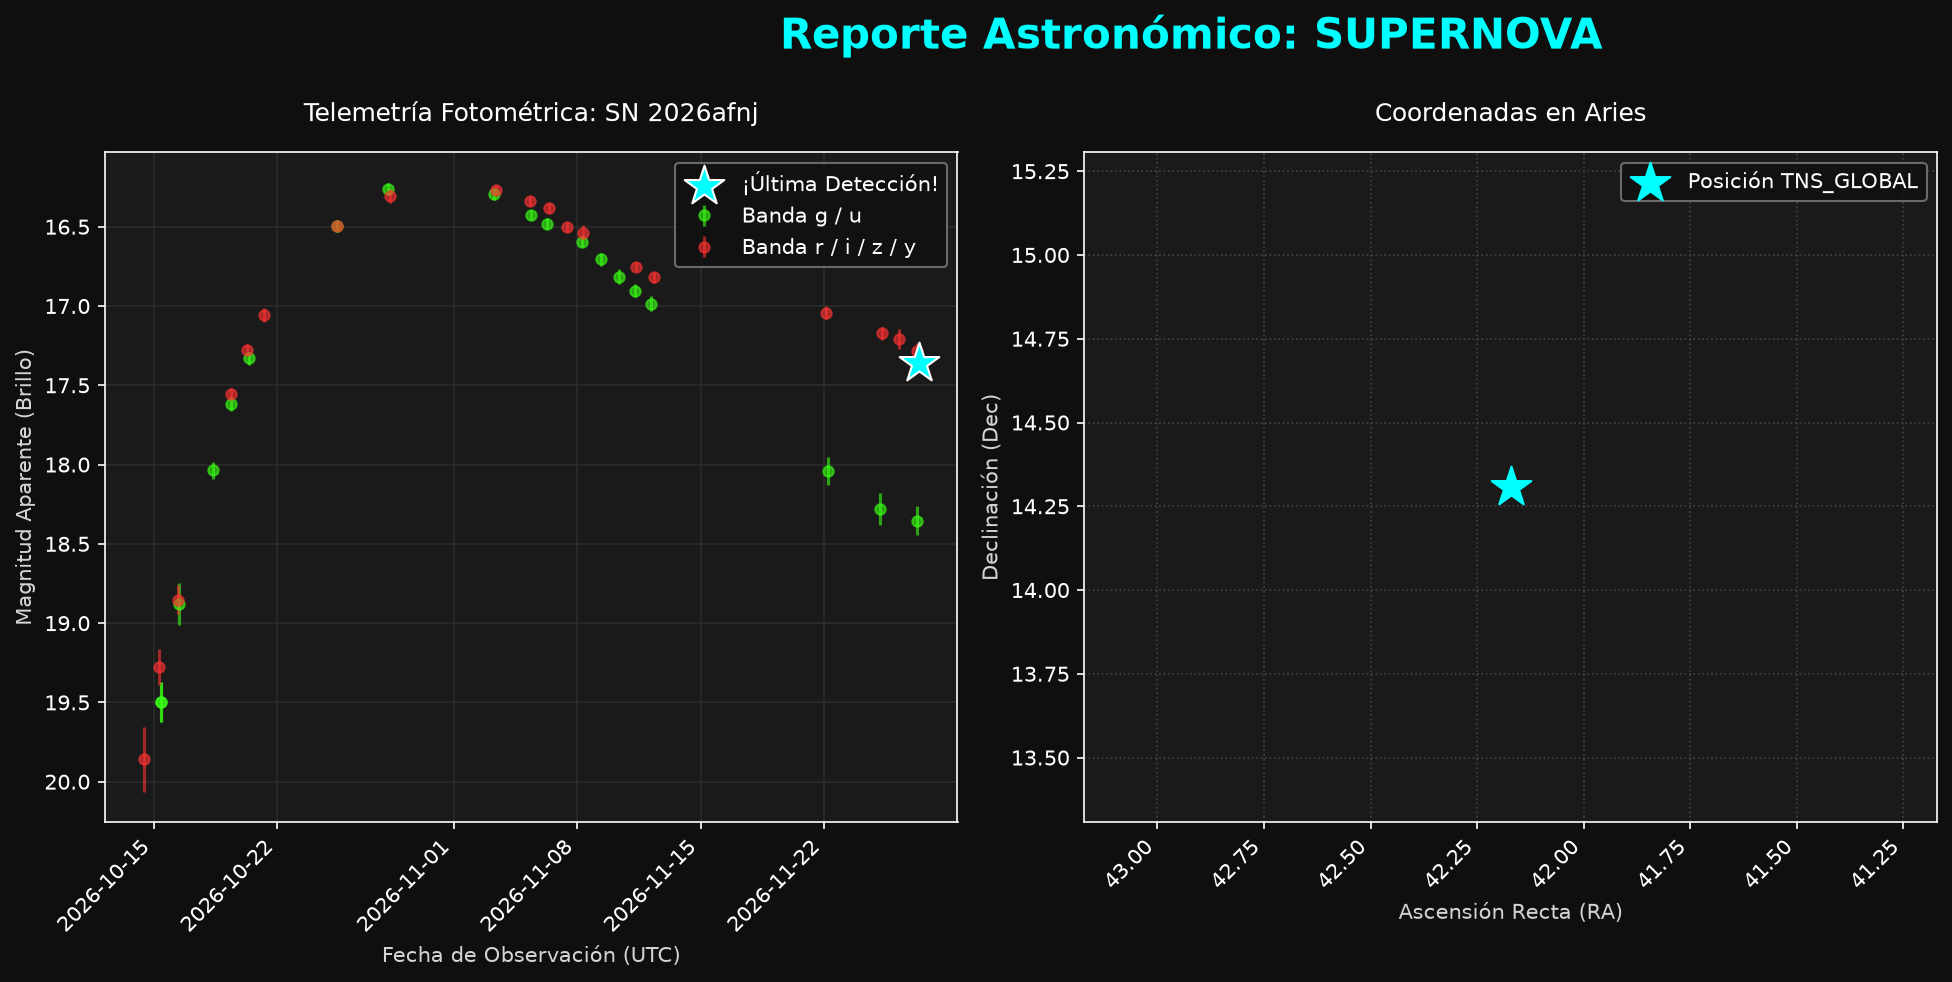 Reporte Astronómico: SUPERNOVA
Telemetría Fotométrica: SN 2026afnj
¡Última Detección!
Banda g / u
Banda r / i / z / y
Magnitud Aparente (Brillo)
16.5
17.0
17.5
18.0
18.5
19.0
19.5
20.0
2026-10-15
2026-10-22
2026-11-01
2026-11-08
2026-11-15
2026-11-22
Fecha de Observación (UTC)
Coordenadas en Aries
Posición TNS_GLOBAL
Declinación (Dec)
15.25
15.00
14.75
14.50
14.25
14.00
13.75
13.50
43.00
42.75
42.50
42.25
42.00
41.75
41.50
41.25
Ascensión Recta (RA)